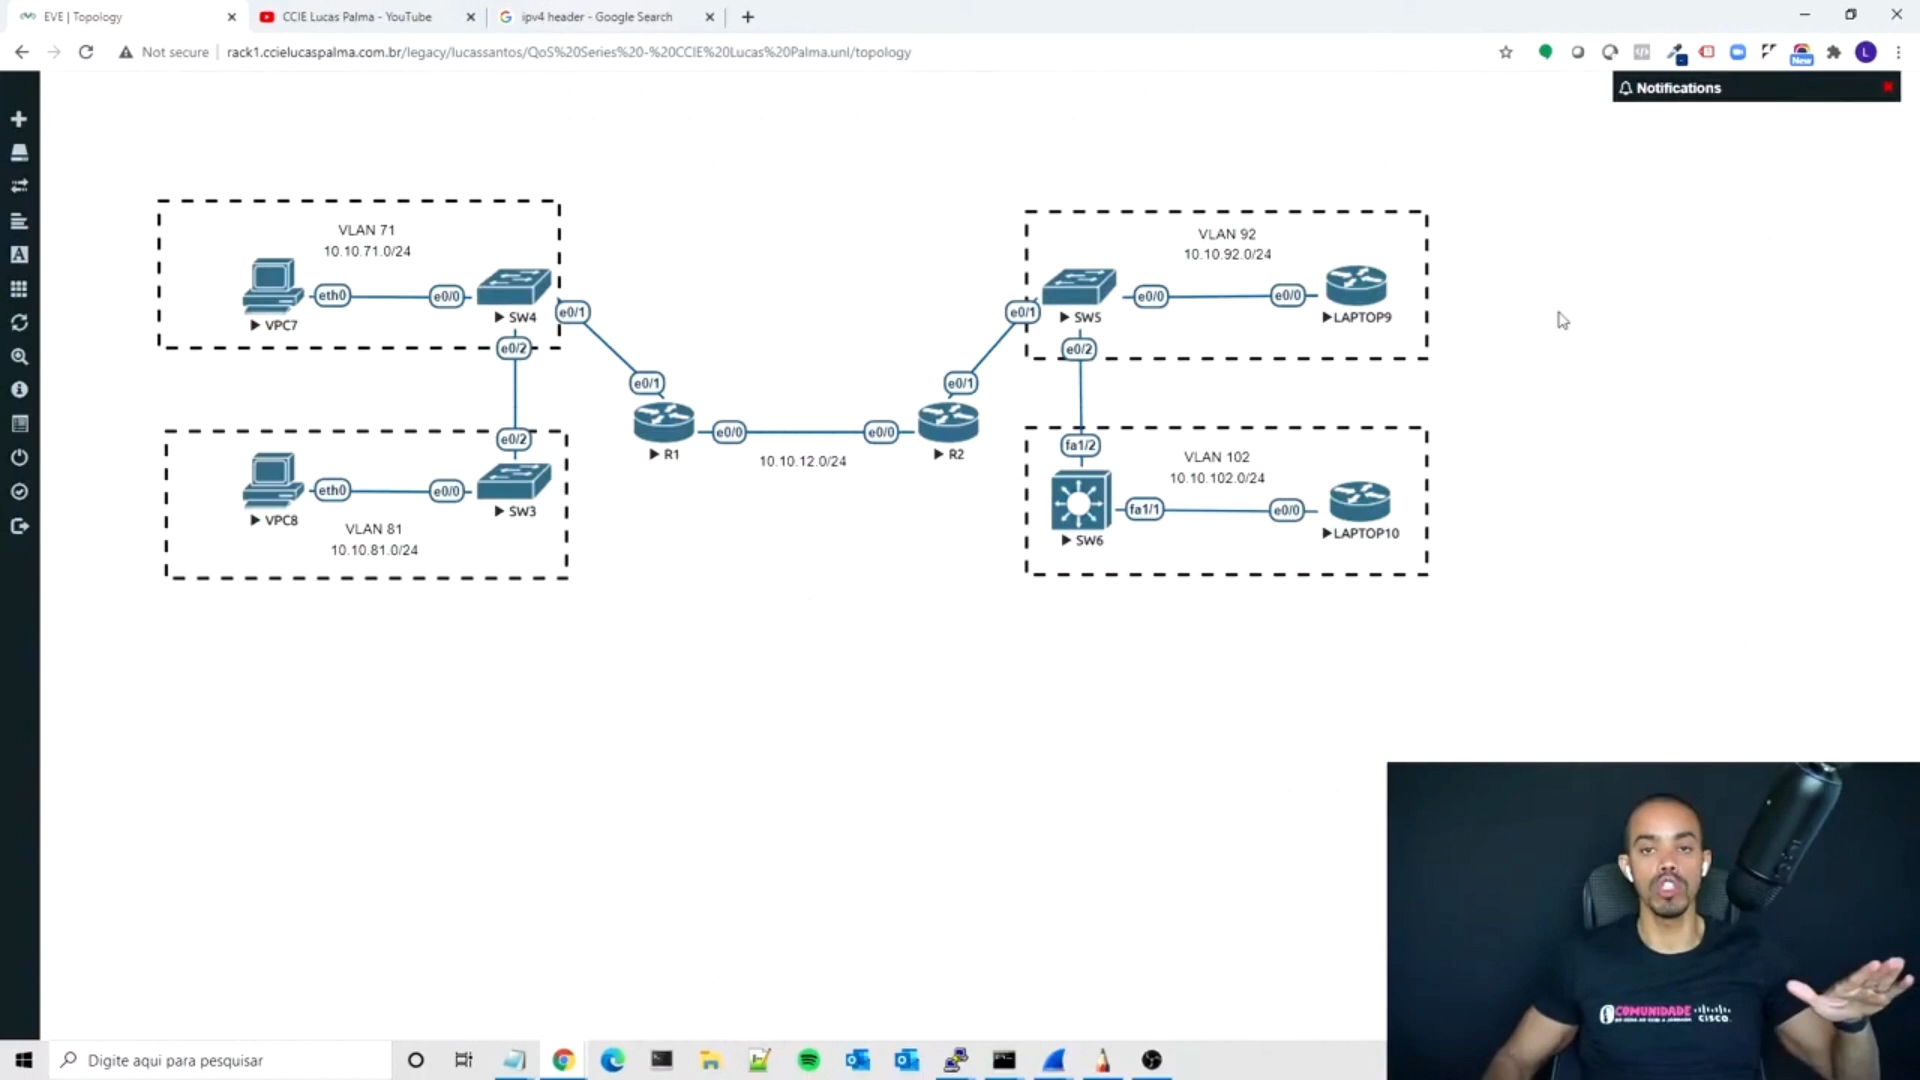 EVE | Topology
CCIE Lucas Palma - YouTube
ipv4 header - Google Search
Not secure
rack1.ccielucaspalma.com.br/legacy/lucassantos/QoS%20Series%20-%20CCIE%20Lucas%20Palma.unl/topology
New
L
Notifications
VLAN 71
10.10.71.0/24
eth0
e0/0
VPC7
SW4
e0/1
e0/2
e0/1
VLAN 92
10.10.92.0/24
e0/0
e0/0
e0/1
SW5
LAPTOP9
e0/2
e0/1
R1
e0/0
e0/0
R2
10.10.12.0/24
e0/2
eth0
e0/0
VPC8
SW3
VLAN 81
10.10.81.0/24
fa1/2
VLAN 102
10.10.102.0/24
fa1/1
e0/0
SW6
LAPTOP10
COMUNIDADE
CISCO
Digite aqui para pesquisar